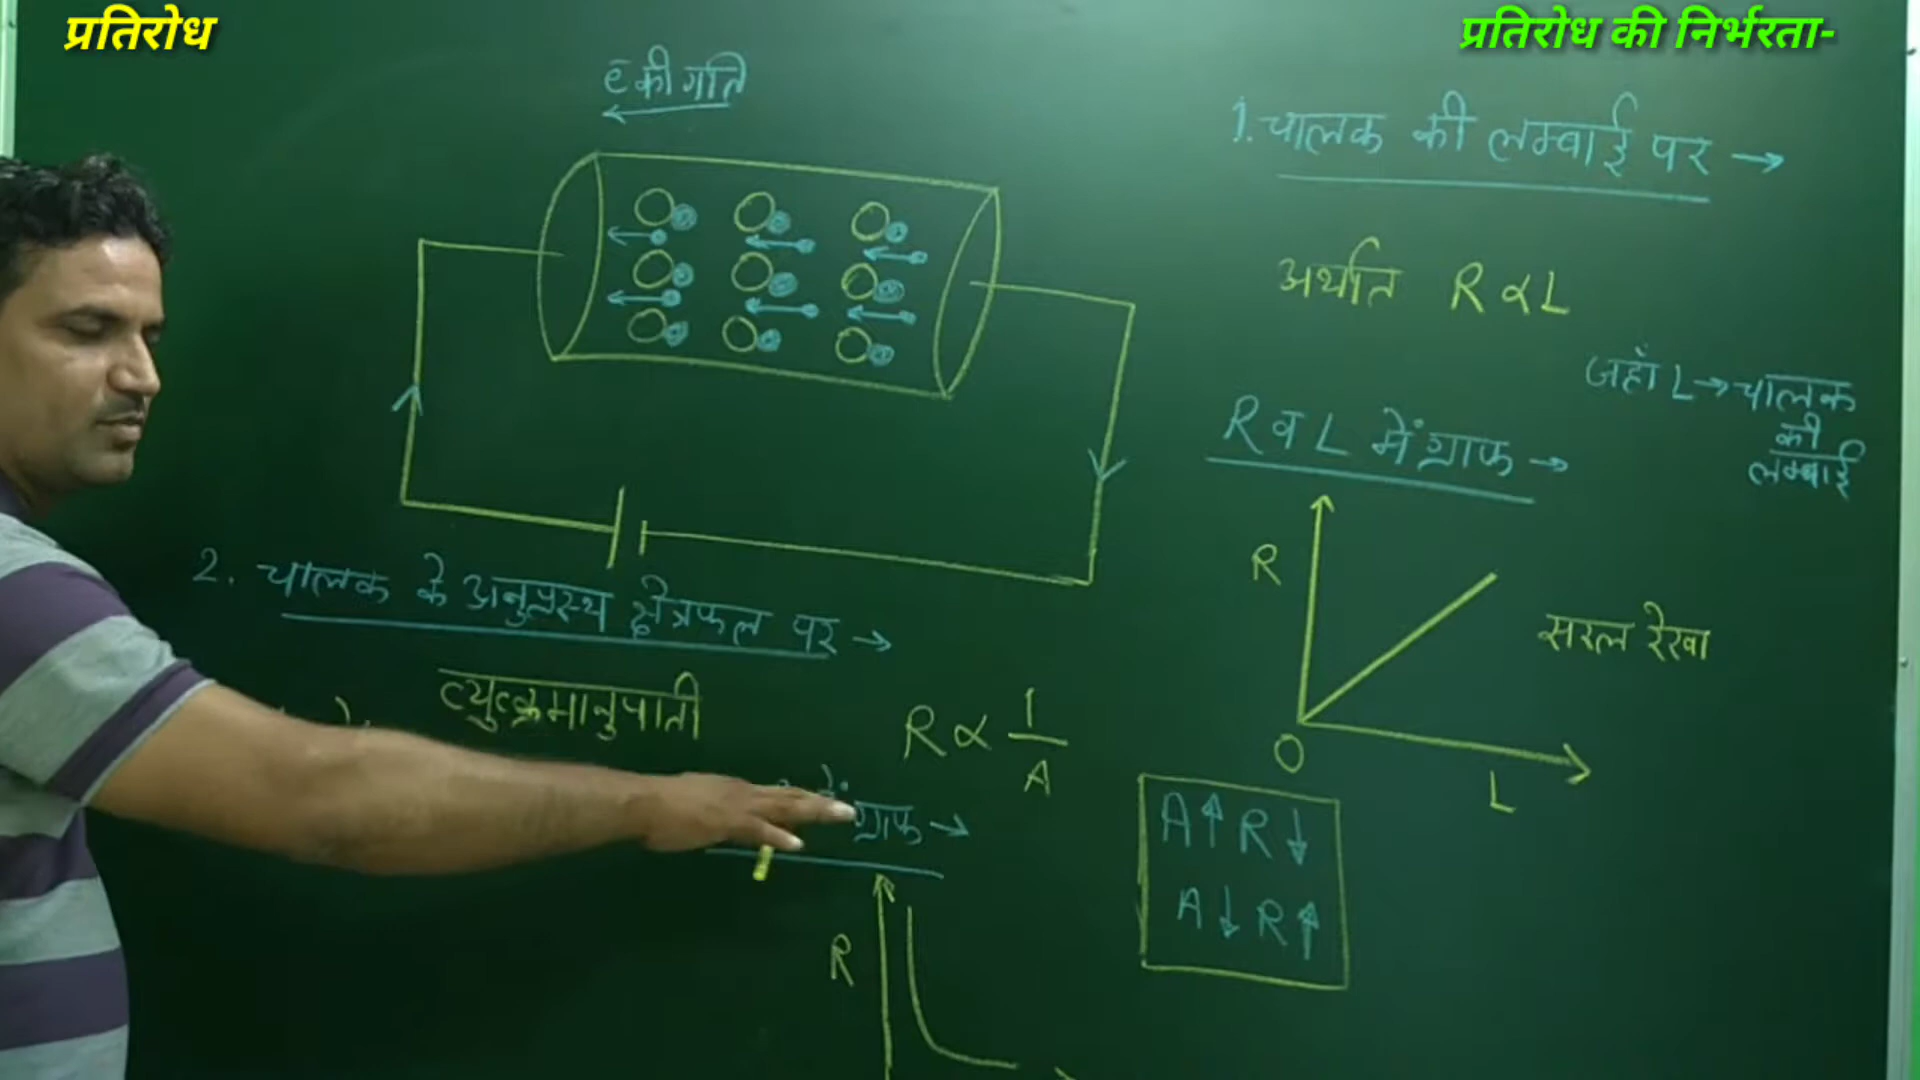 प्रतिरोध
प्रतिरोध की निर्भरता-
e की गति
1. चालक की लम्बाई पर →
अर्थात R ∝ L
जहाँ L → चालक
की
लम्बाई
R व L में ग्राफ →
R
सरल रेखा
O
L
2. चालक के अनुप्रस्थ क्षेत्रफल पर →
व्युत्क्रमानुपाती
R ∝ 1/A
ग्राफ →
A↑ R↓
A↓ R↑
R